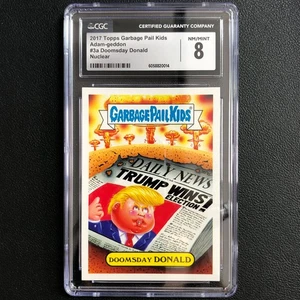 CGC
CERTIFIED GUARANTY COMPANY
2017 Topps Garbage Pail Kids
Adam-geddon
#3a Doomsday Donald
Nuclear
NM/MINT
8
GARBAGE PAIL KIDS
DAILY NEWS
TRUMP WINS
ELECTION!
DOOMSDAY DONALD